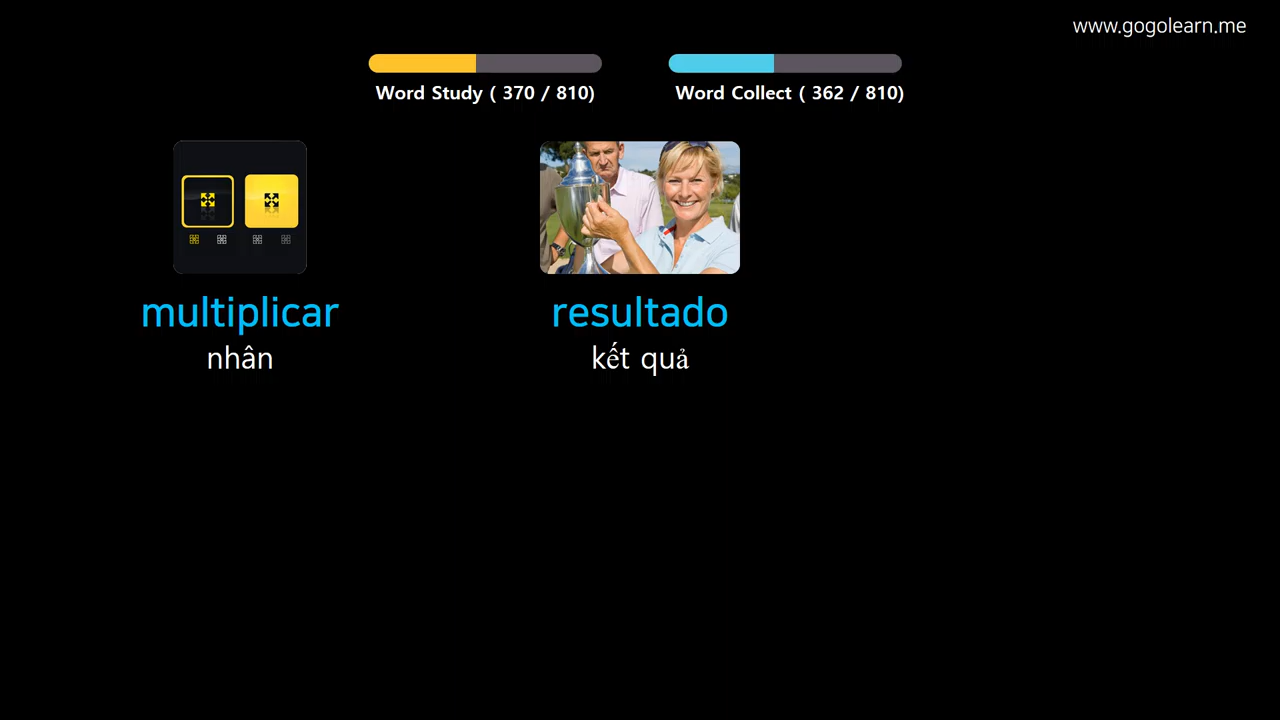 www.gogolearn.me
Word Study ( 370 / 810)
Word Collect ( 362 / 810)
multiplicar
resultado
nhân
kết quả